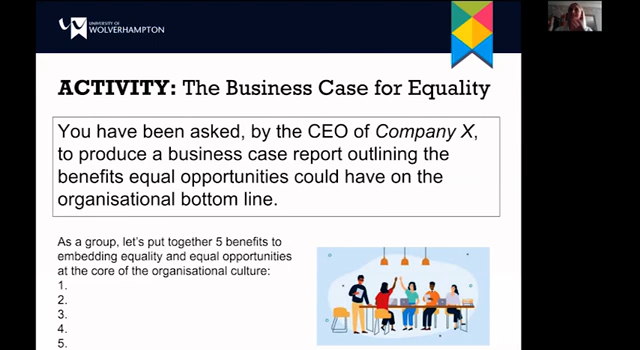 UNIVERSITY OF
WOLVERHAMPTON
ACTIVITY: The Business Case for Equality
You have been asked, by the CEO of Company X,
to produce a business case report outlining the
benefits equal opportunities could have on the
organisational bottom line.
As a group, let's put together 5 benefits to
embedding equality and equal opportunities
at the core of the organisational culture:
1.
2.
3.
4.
5.